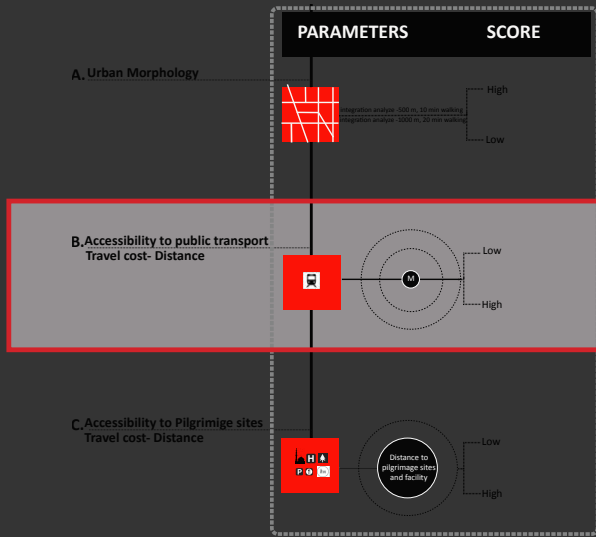 PARAMETERS SCORE
A. Urban Morphology
integration analyze -500 m, 10 min walking
integration analyze -1000 m, 20 min walking
High
Low
B. Accessibility to public transport
Travel cost- Distance
M
Low
High
C. Accessibility to Pilgrimige sites
Travel cost- Distance
H
P
Distance to
pilgrimage sites
and facility
Low
High